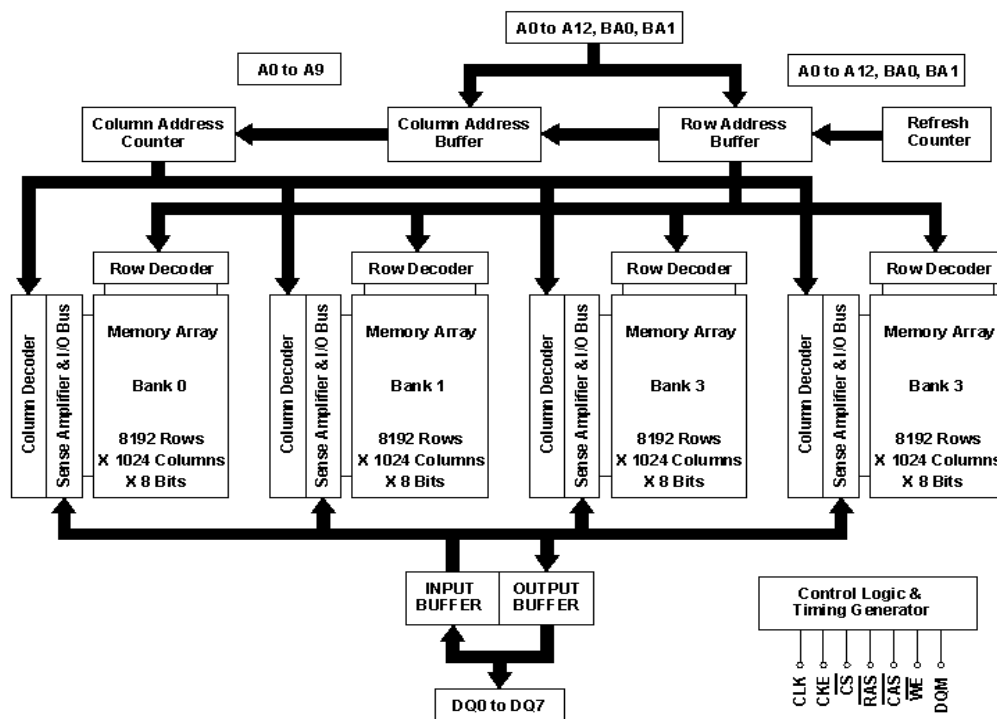 A0 to A12, BA0, BA1
A0 to A9
A0 to A12, BA0, BA1
Column Address
Counter
Column Address
Buffer
Row Address
Buffer
Refresh
Counter
Row Decoder
Row Decoder
Row Decoder
Row Decoder
Column Decoder
Sense Amplifier & I/O Bus
Memory Array
Bank 0
8192 Rows
X 1024 Columns
X 8 Bits
Column Decoder
Sense Amplifier & I/O Bus
Memory Array
Bank 1
8192 Rows
X 1024 Columns
X 8 Bits
Column Decoder
Sense Amplifier & I/O Bus
Memory Array
Bank 3
8192 Rows
X 1024 Columns
X 8 Bits
Column Decoder
Sense Amplifier & I/O Bus
Memory Array
Bank 3
8192 Rows
X 1024 Columns
X 8 Bits
INPUT
BUFFER
OUTPUT
BUFFER
DQ0 to DQ7
Control Logic &
Timing Generator
CLK
CKE
CS
RAS
CAS
WE
DQM